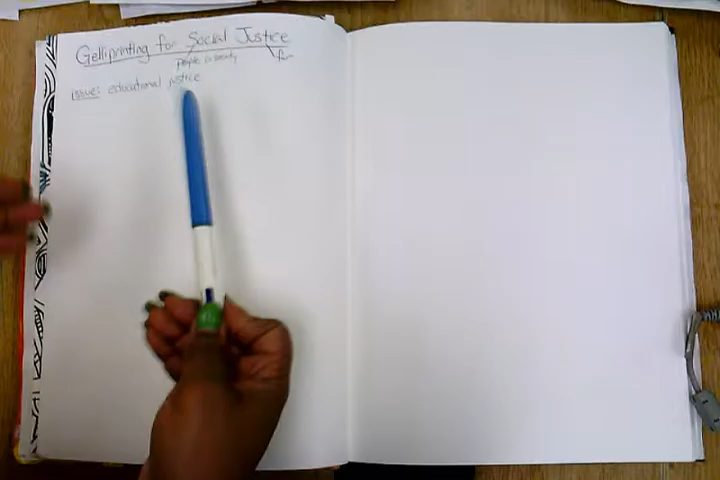 Gelliprinting for Social Justice
people in society
issue: educational justice